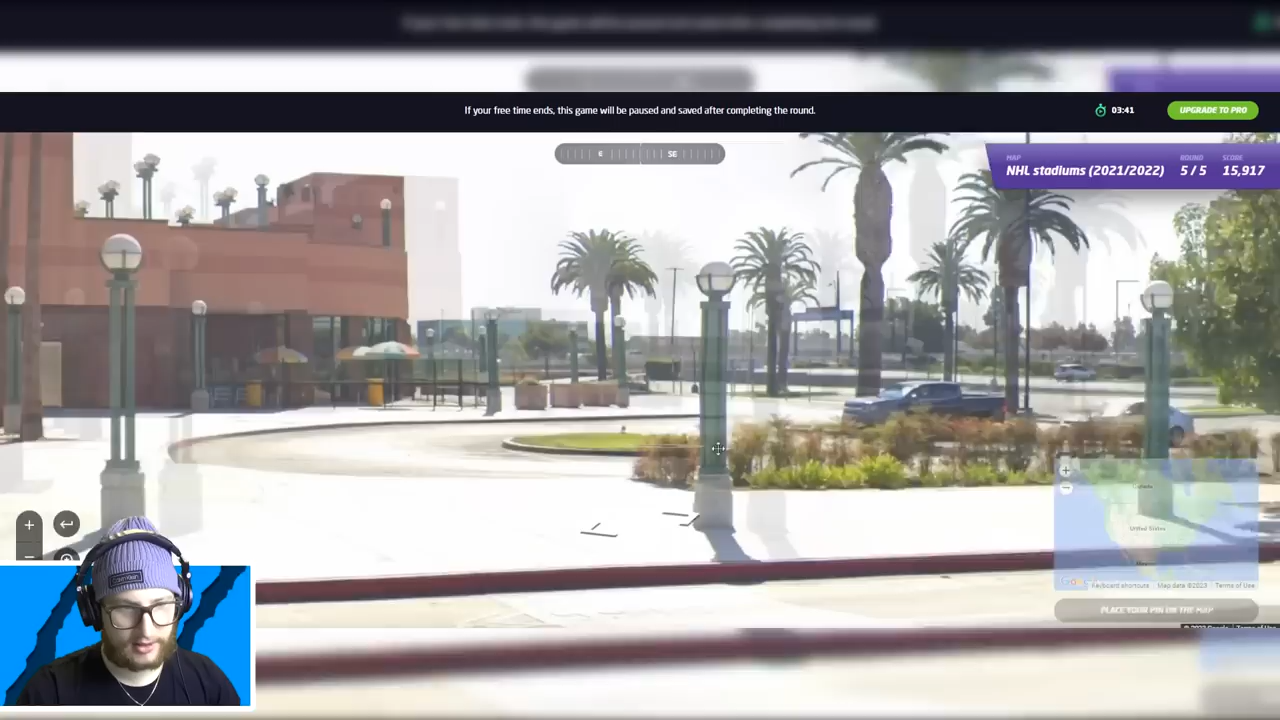 If your free time ends, this game will be paused and saved after completing the round.
03:41
UPGRADE TO PRO
E
SE
MAP
ROUND
SCORE
NHL stadiums (2021/2022)
5 / 5
15,917
United States
Google
Keyboard shortcuts
Map data ©2023
Terms of Use
PLACE YOUR PIN ON THE MAP